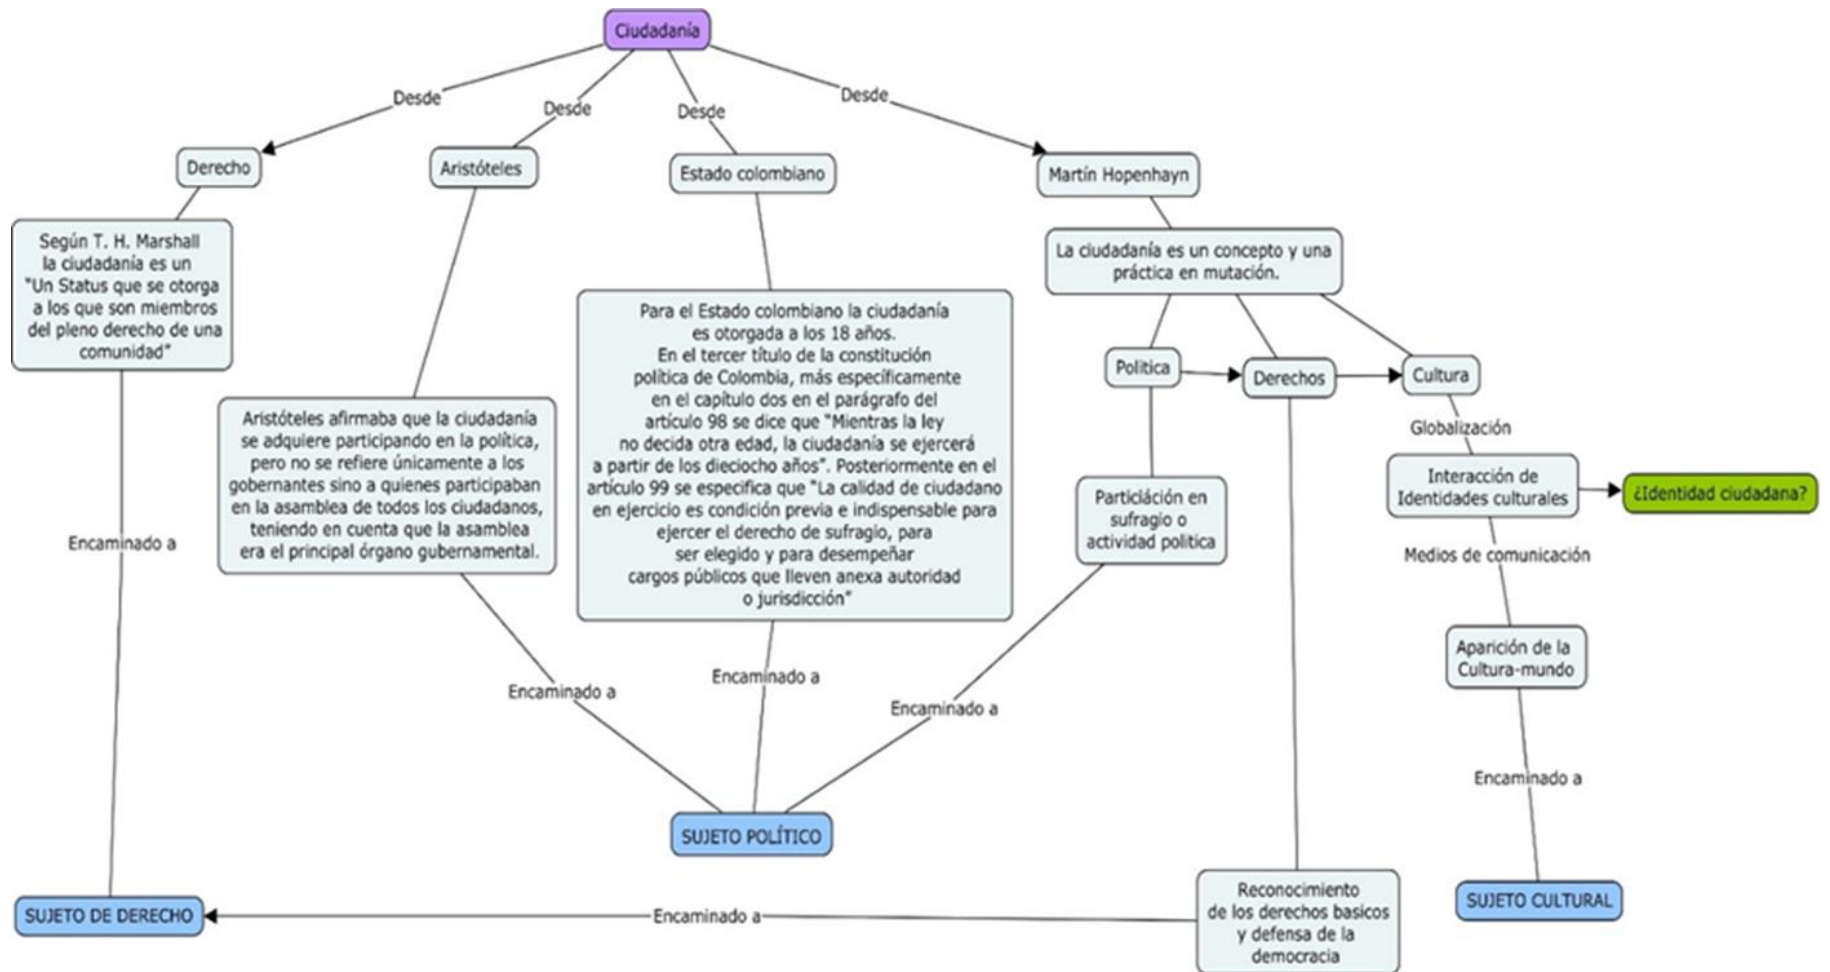 Ciudadanía
Desde
Desde
Desde
Desde
Derecho
Aristóteles
Estado colombiano
Martín Hopenhayn
Según T. H. Marshall
la ciudadanía es un
"Un Status que se otorga
a los que son miembros
del pleno derecho de una
comunidad"
La ciudadanía es un concepto y una
práctica en mutación.
Para el Estado colombiano la ciudadanía
es otorgada a los 18 años.
En el tercer título de la constitución
política de Colombia, más específicamente
en el capítulo dos en el parágrafo del
artículo 98 se dice que "Mientras la ley
no decida otra edad, la ciudadanía se ejercerá
a partir de los dieciocho años". Posteriormente en el
artículo 99 se especifica que "La calidad de ciudadano
en ejercicio es condición previa e indispensable para
ejercer el derecho de sufragio, para
ser elegido y para desempeñar
cargos públicos que lleven anexa autoridad
o jurisdicción"
Politica
Derechos
Cultura
Aristóteles afirmaba que la ciudadanía
se adquiere participando en la política,
pero no se refiere únicamente a los
gobernantes sino a quienes participaban
en la asamblea de todos los ciudadanos,
teniendo en cuenta que la asamblea
era el principal órgano gubernamental.
Globalización
Interacción de
Identidades culturales
¿Identidad ciudadana?
Particiáción en
sufragio o
actividad politica
Encaminado a
Medios de comunicación
Aparición de la
Cultura-mundo
Encaminado a
Encaminado a
Encaminado a
Encaminado a
SUJETO POLÍTICO
SUJETO DE DERECHO
Encaminado a
Reconocimiento
de los derechos basicos
y defensa de la
democracia
SUJETO CULTURAL